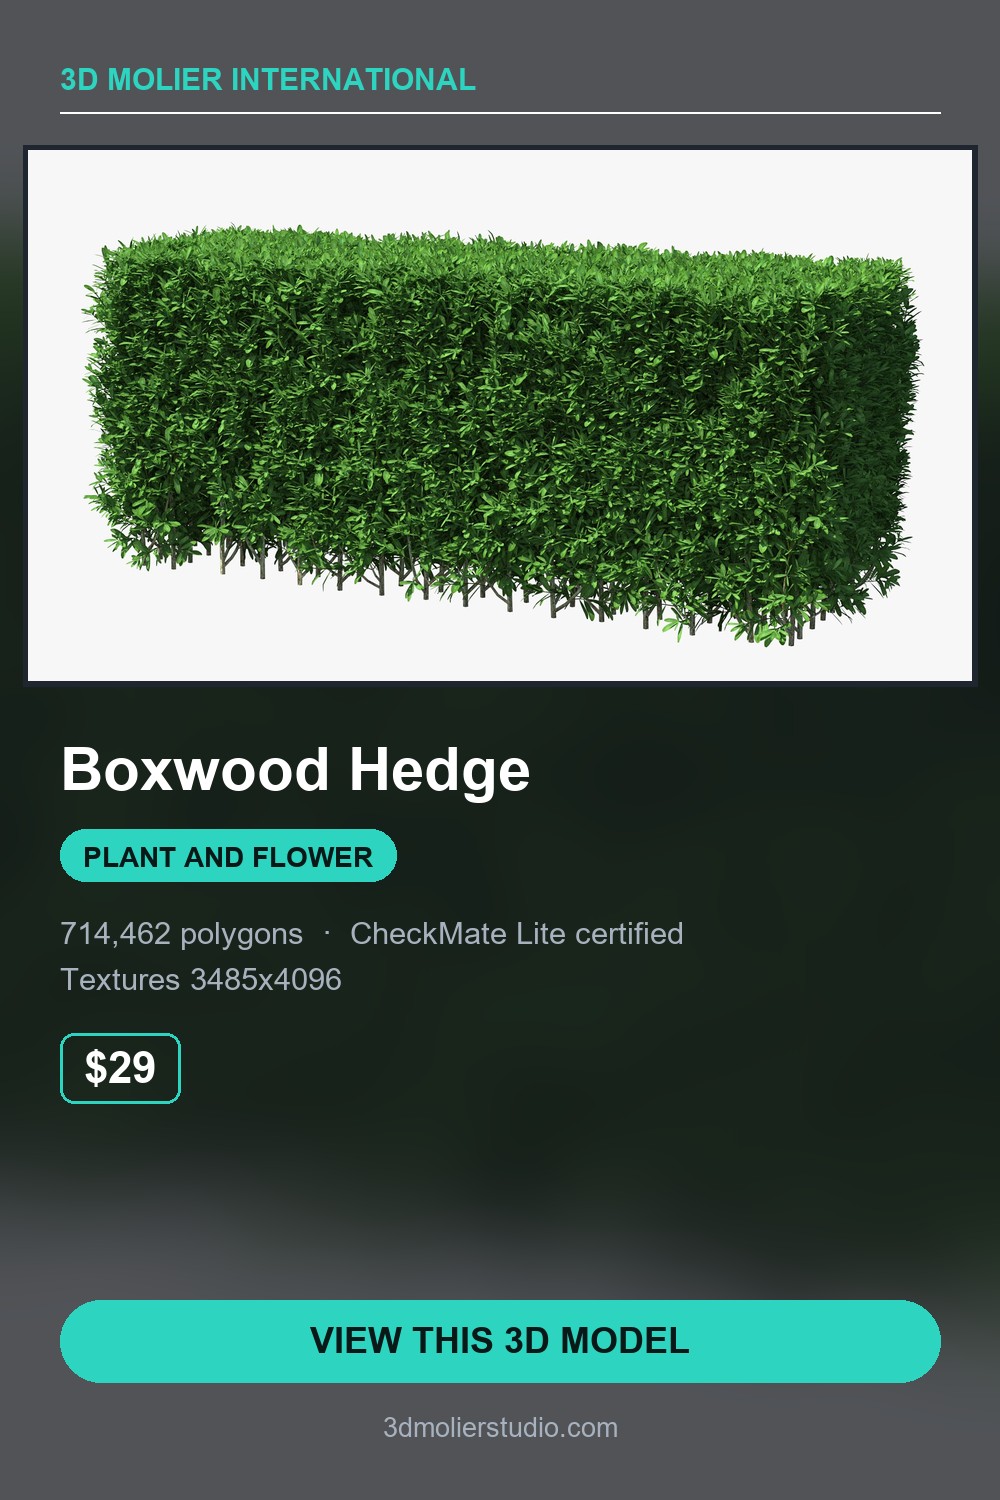 3D MOLIER INTERNATIONAL
Boxwood Hedge
PLANT AND FLOWER
714,462 polygons · CheckMate Lite certified
Textures 3485x4096
$29
VIEW THIS 3D MODEL
3dmolierstudio.com